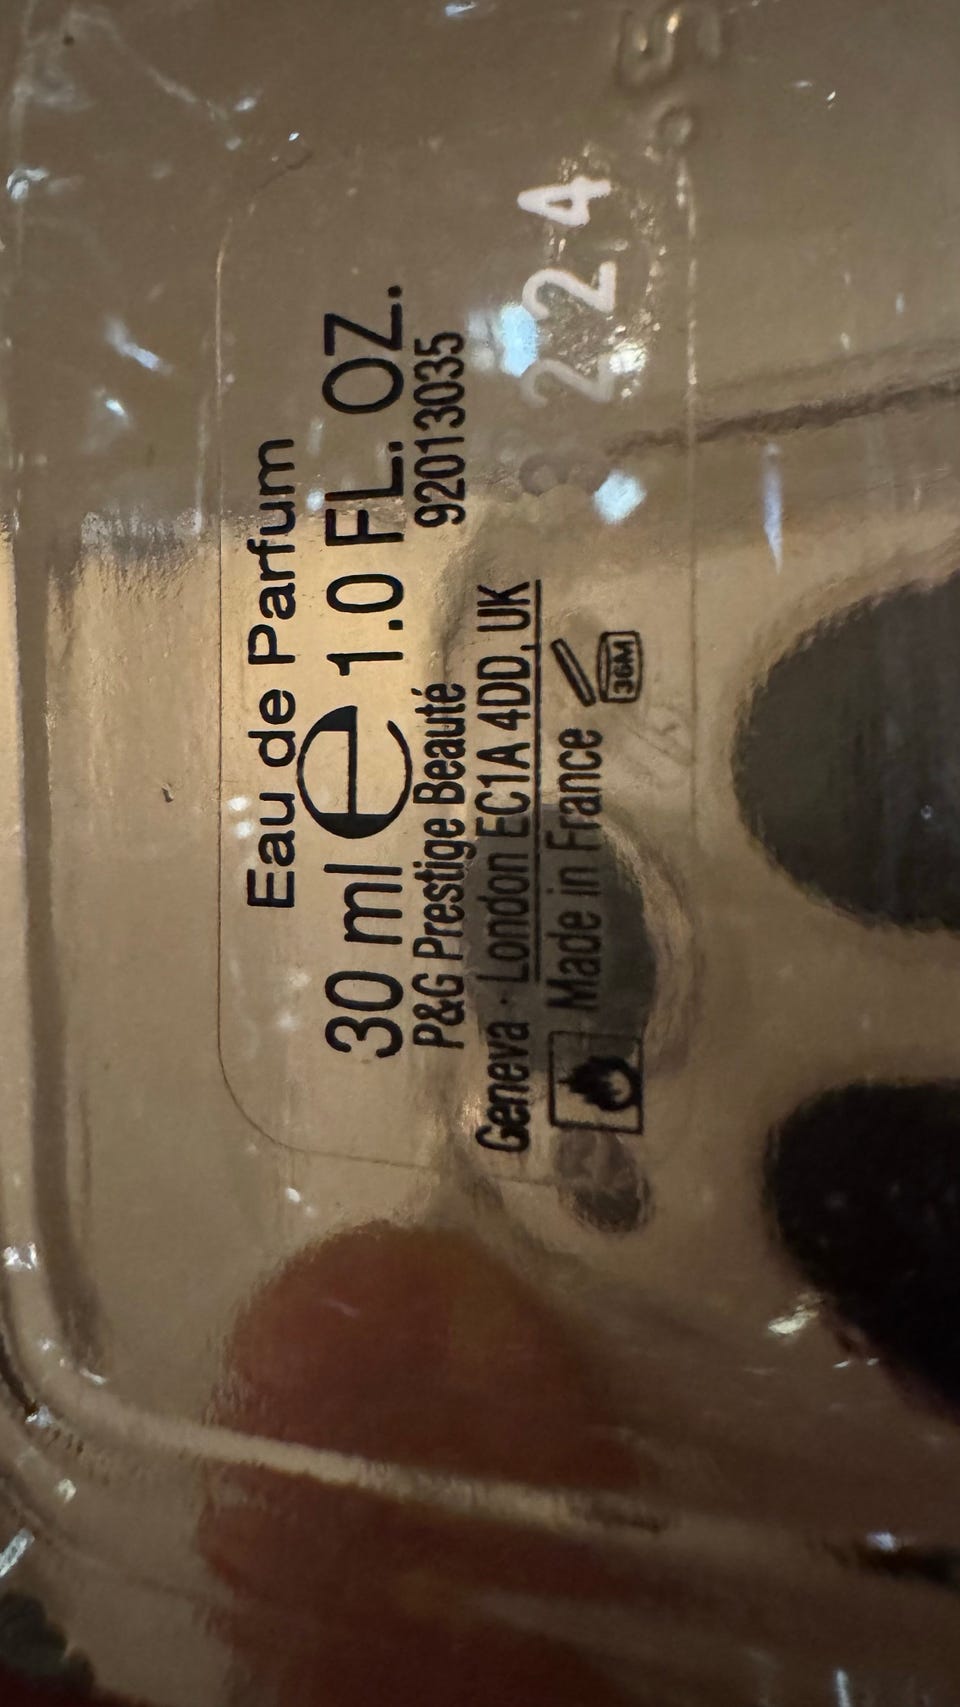 Eau de Parfum
30 ml e 1.0 FL. OZ.
P&G Prestige Beauté 92013035
Geneva · London EC1A 4DD, UK
Made in France 36M